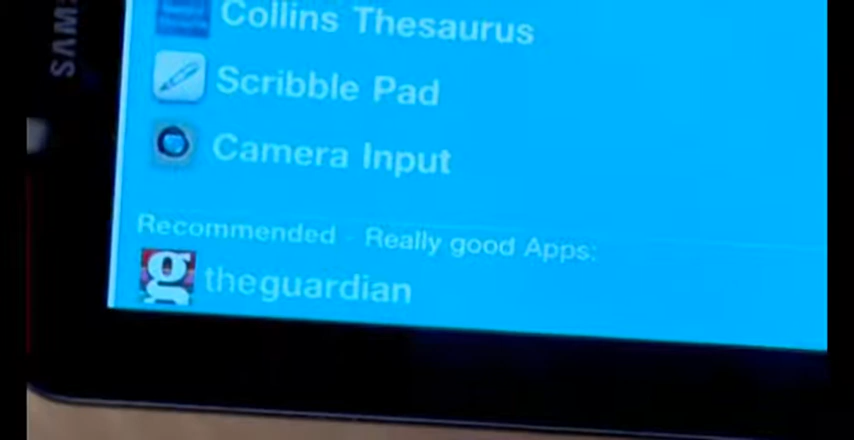 SAMS
Collins Thesaurus
Scribble Pad
Camera Input
Recommended - Really good Apps:
g
theguardian